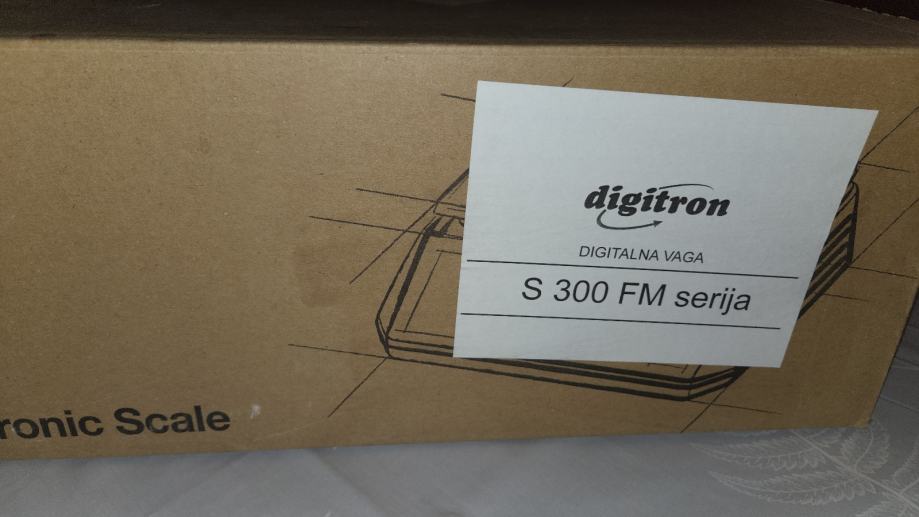 digitron
DIGITALNA VAGA
S 300 FM serija
ronic Scale